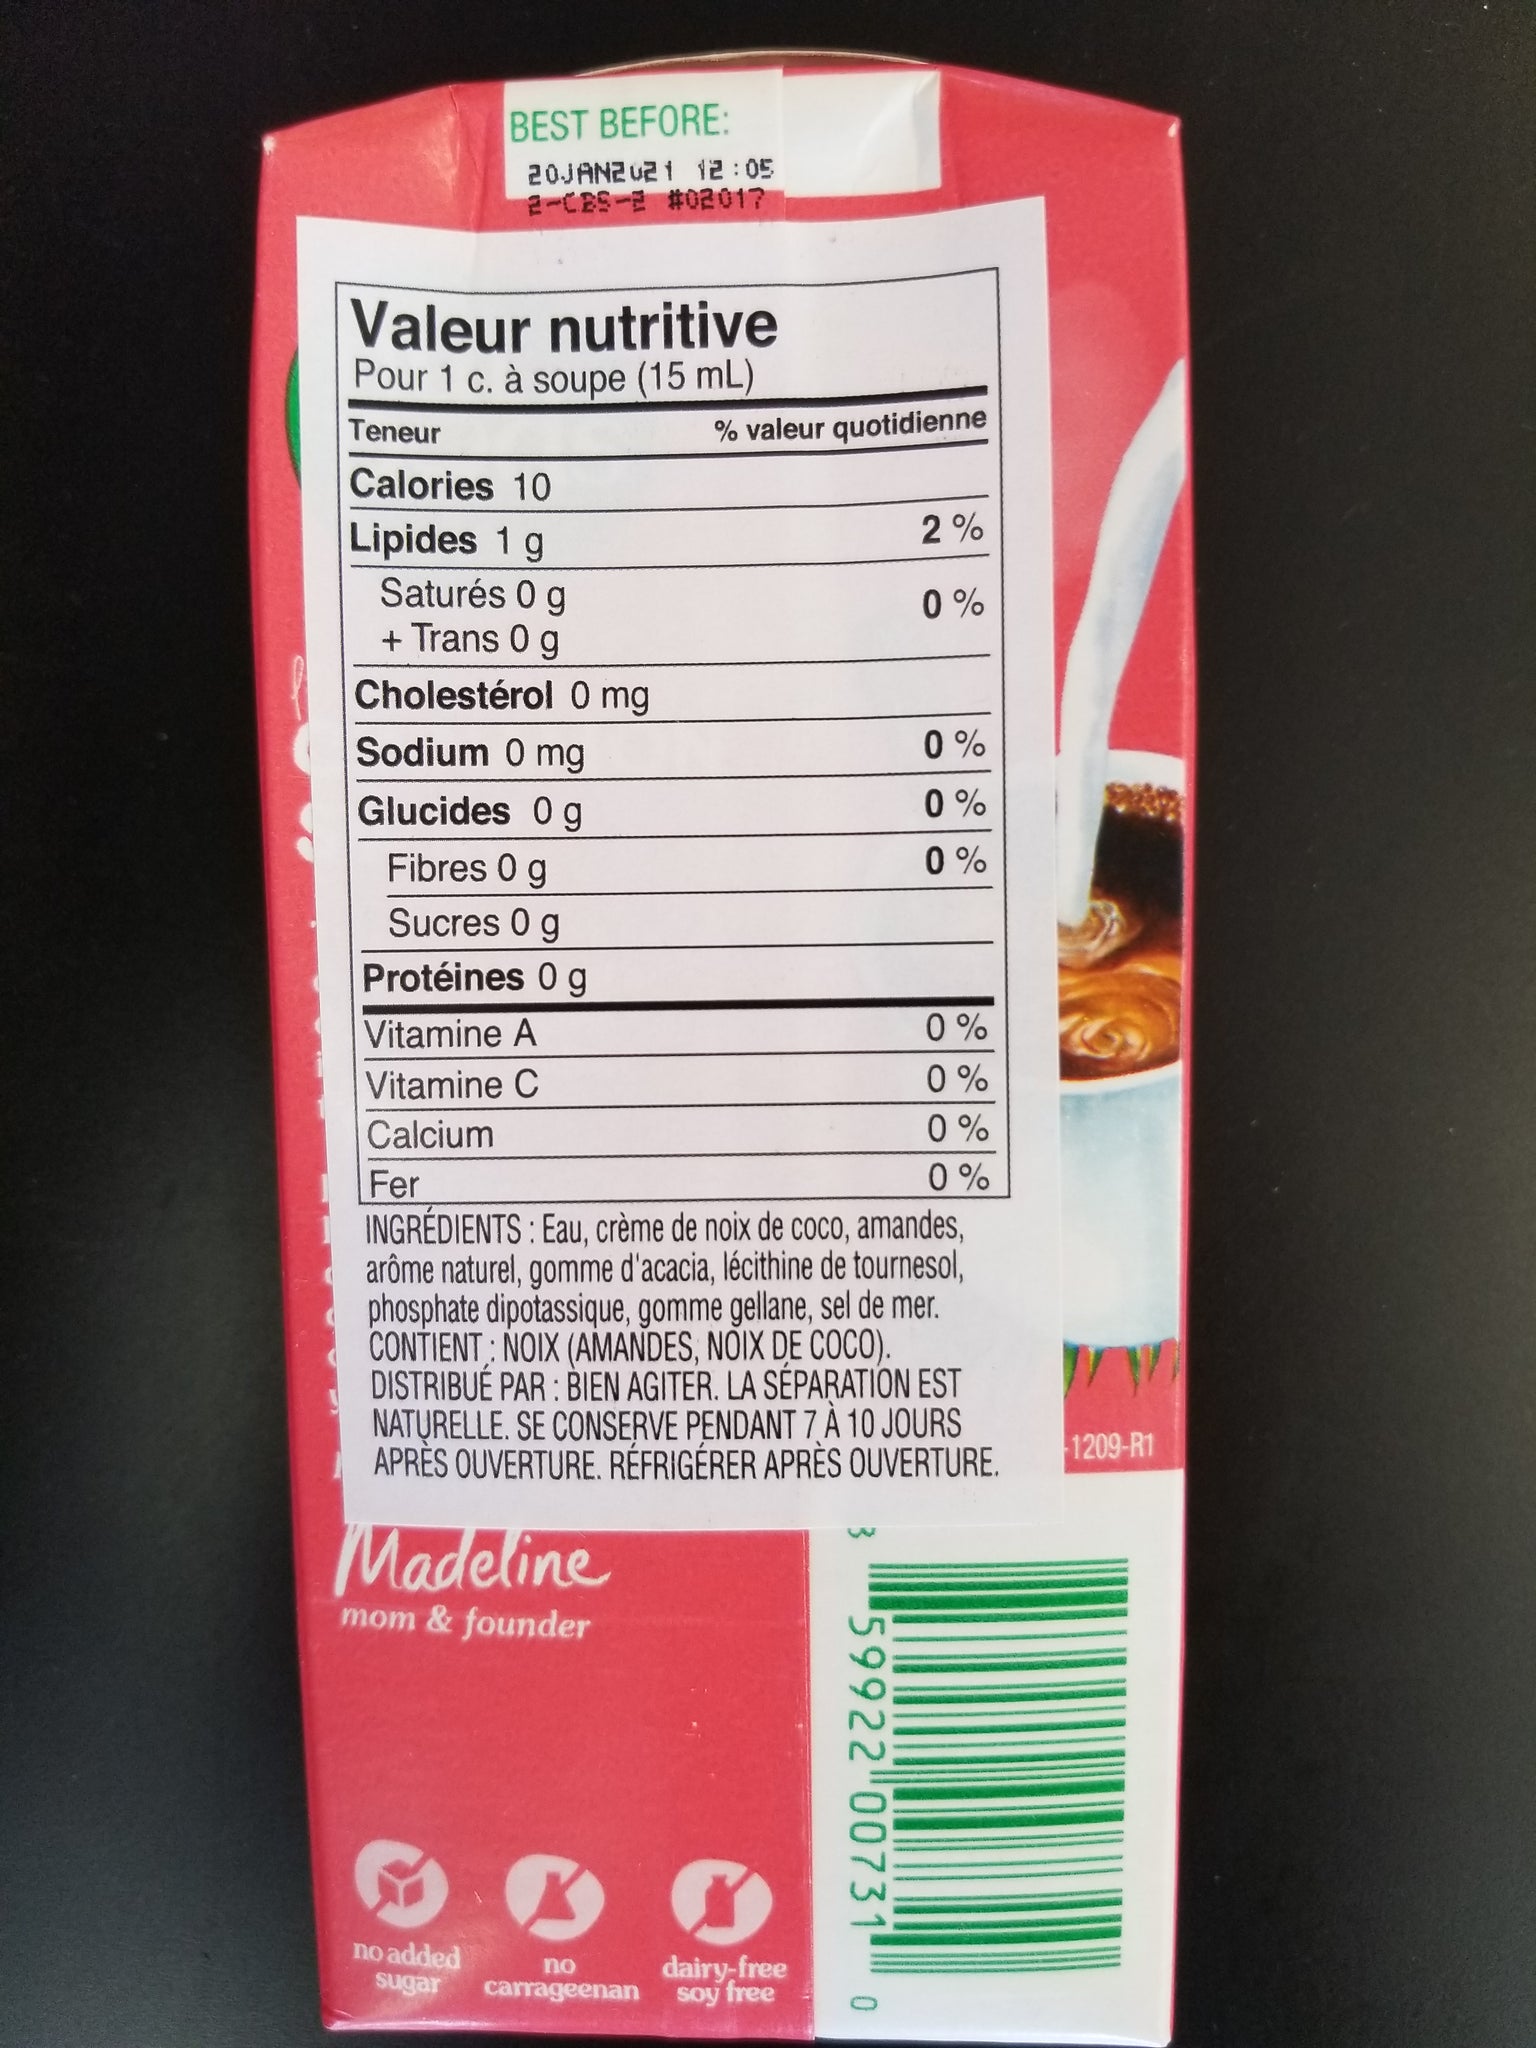 BEST BEFORE:
20JAN2021 12:05
2-CBS-2 #02017
Valeur nutritive
Pour 1 c. à soupe (15 mL)
Teneur % valeur quotidienne
Calories 10
Lipides 1 g 2 %
Saturés 0 g 0 %
+ Trans 0 g
Cholestérol 0 mg
Sodium 0 mg 0 %
Glucides 0 g 0 %
Fibres 0 g 0 %
Sucres 0 g
Protéines 0 g
Vitamine A 0 %
Vitamine C 0 %
Calcium 0 %
Fer 0 %
INGRÉDIENTS : Eau, crème de noix de coco, amandes,
arôme naturel, gomme d'acacia, lécithine de tournesol,
phosphate dipotassique, gomme gellane, sel de mer.
CONTIENT : NOIX (AMANDES, NOIX DE COCO).
DISTRIBUÉ PAR : BIEN AGITER. LA SÉPARATION EST
NATURELLE. SE CONSERVE PENDANT 7 À 10 JOURS
APRÈS OUVERTURE. RÉFRIGÉRER APRÈS OUVERTURE.
-1209-R1
Madeline
mom & founder
no added
sugar
no
carrageenan
dairy-free
soy free
3 59922 00731 0